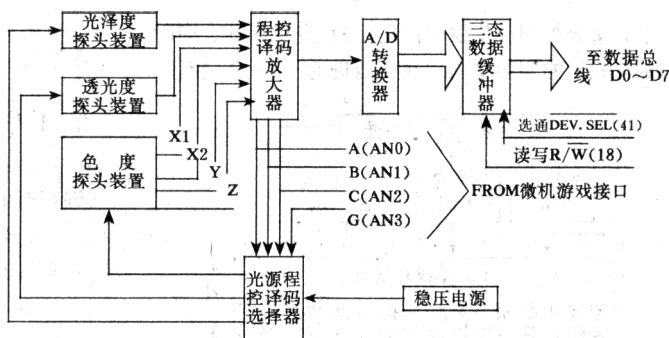 光泽度
探头装置
透光度
探头装置
色 度
探头装置
X1
X2
Y
Z
程控
译码
放
大
器
A/D
转
换
器
三态
数据
缓
冲
器
至数据总
线 D0～D7
选通DEV.SEL(41)
读写R/W(18)
A(AN0)
B(AN1)
C(AN2)
G(AN3)
FROM微机游戏接口
光源程
控译码
选择器
稳压电源